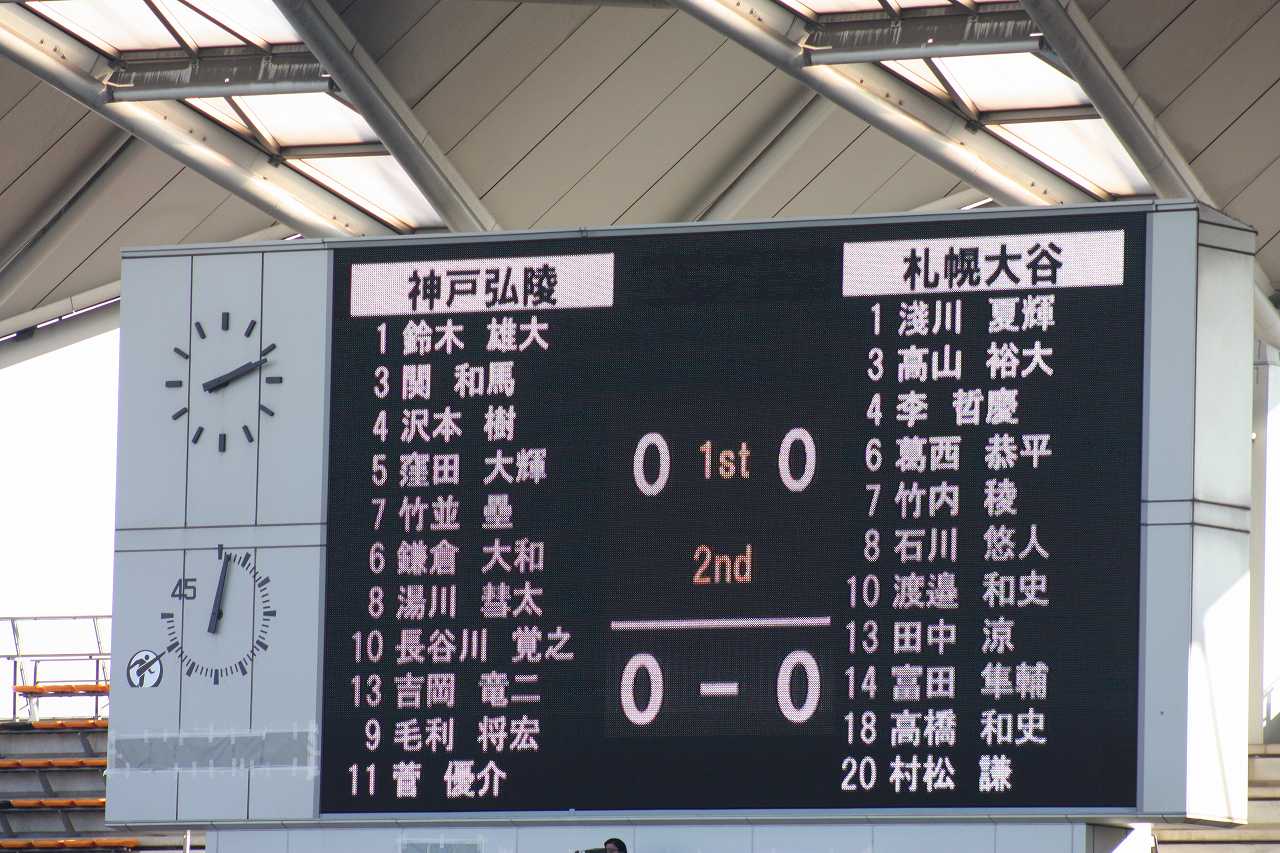 神戸弘陵
1 鈴木 雄大
3 関 和馬
4 沢本 樹
5 窪田 大輝
7 竹並 塁
6 鎌倉 大和
8 湯川 彗太
10 長谷川 覚之
13 吉岡 竜二
9 毛利 将宏
11 菅 優介
0 1st 0
2nd
0 - 0
札幌大谷
1 淺川 夏輝
3 高山 裕大
4 李 哲慶
6 葛西 恭平
7 竹内 稜
8 石川 悠人
10 渡邉 和史
13 田中 涼
14 富田 隼輔
18 高橋 和史
20 村松 謙
45